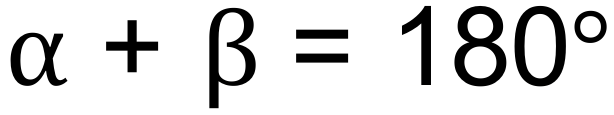 α + β = 180°